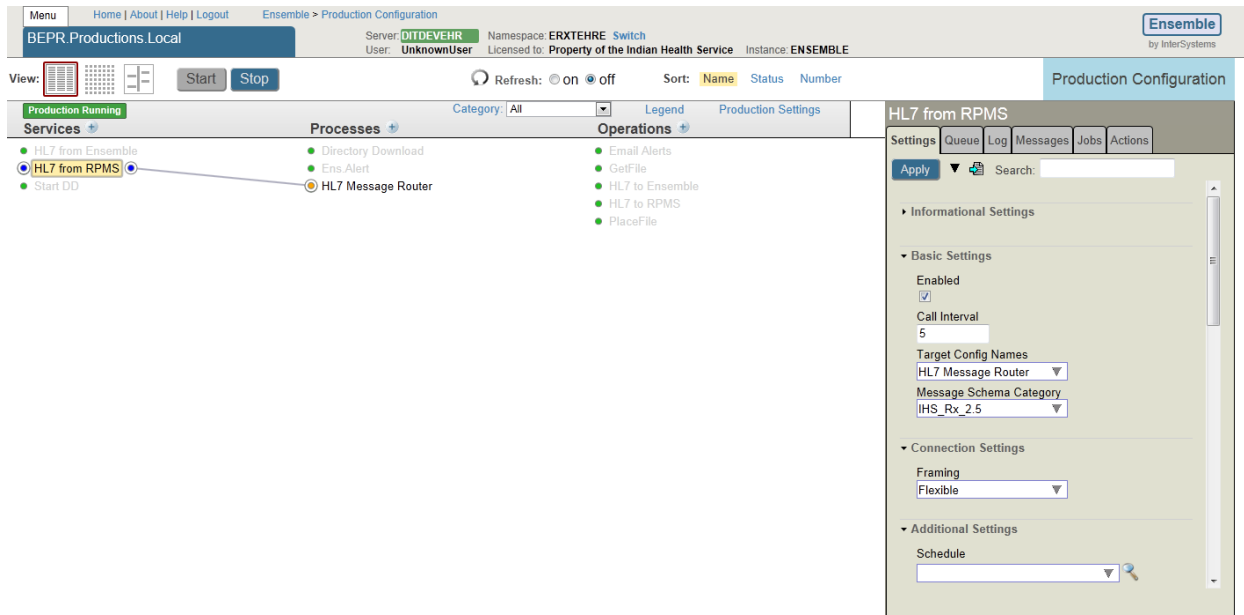 Menu Home | About | Help | Logout Ensemble > Production Configuration
BEPR.Productions.Local
Server: DITDEVEHR Namespace: ERXTEHRE Switch
User: UnknownUser Licensed to: Property of the Indian Health Service Instance: ENSEMBLE
Ensemble
by InterSystems
View: Start Stop Refresh: on off Sort: Name Status Number Production Configuration
Production Running Category: All Legend Production Settings
Services Processes Operations
HL7 from Ensemble Directory Download Email Alerts
HL7 from RPMS Ens.Alert GetFile
Start DD HL7 Message Router HL7 to Ensemble
HL7 to RPMS
PlaceFile
HL7 from RPMS
Settings Queue Log Messages Jobs Actions
Apply Search:
Informational Settings
Basic Settings
Enabled
Call Interval
5
Target Config Names
HL7 Message Router
Message Schema Category
IHS_Rx_2.5
Connection Settings
Framing
Flexible
Additional Settings
Schedule